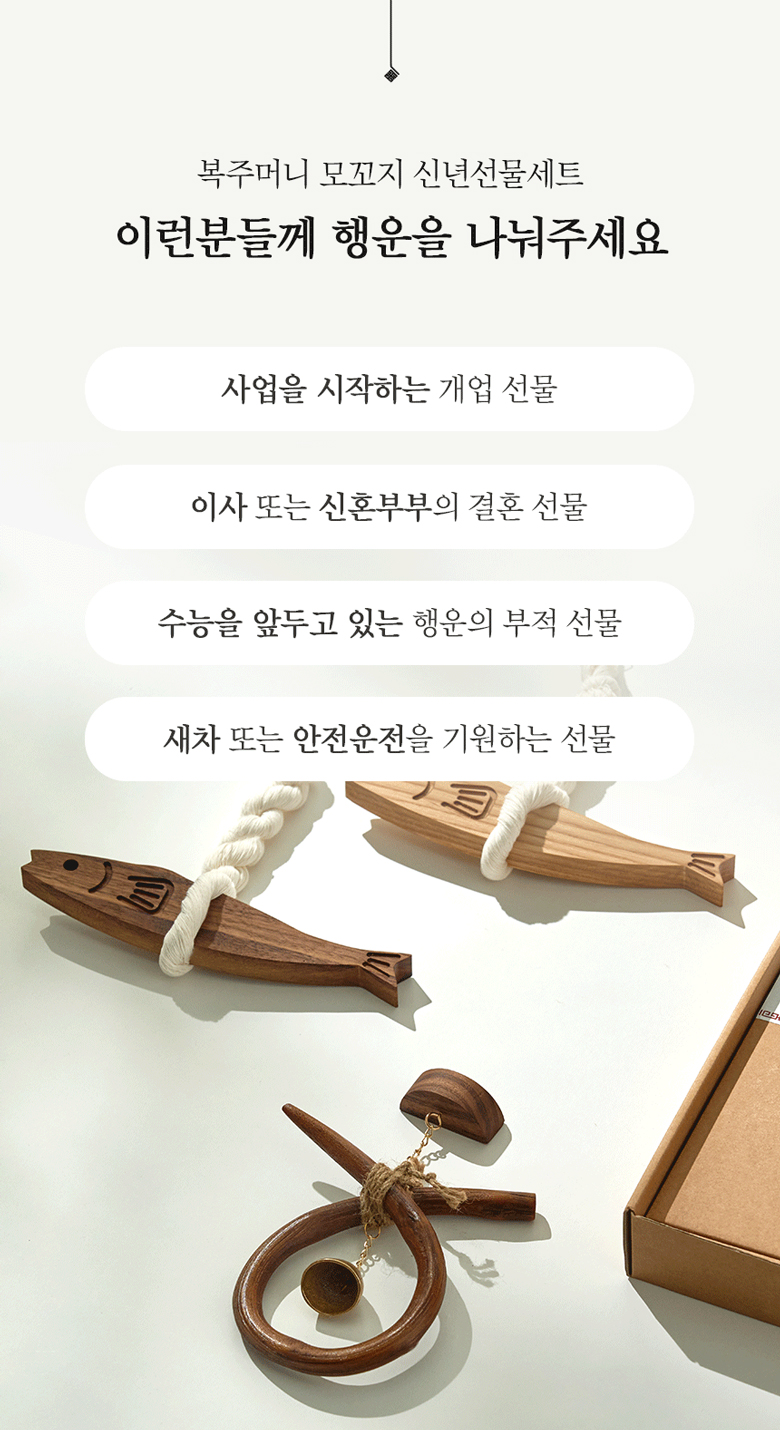 복주머니 모꼬지 신년선물세트
이런분들께 행운을 나눠주세요
사업을 시작하는 개업 선물
이사 또는 신혼부부의 결혼 선물
수능을 앞두고 있는 행운의 부적 선물
새차 또는 안전운전을 기원하는 선물